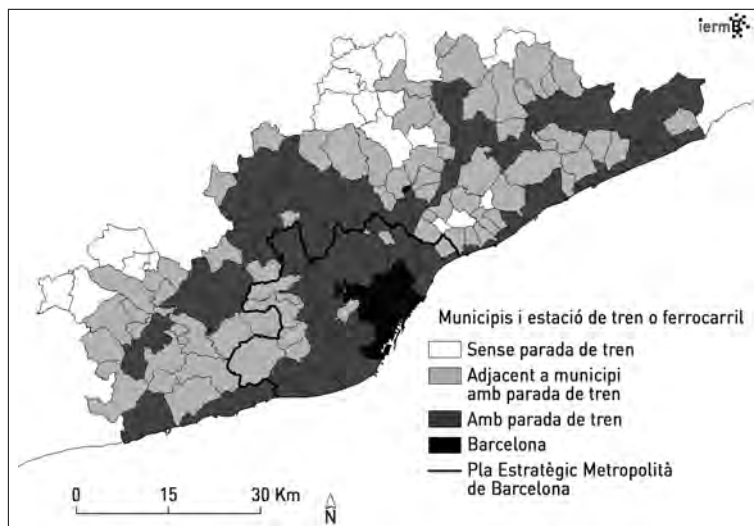 iermB
Municipis i estació de tren o ferrocarril
Sense parada de tren
Adjacent a municipi
amb parada de tren
Amb parada de tren
Barcelona
Pla Estratègic Metropolità
de Barcelona
0 15 30 Km
N